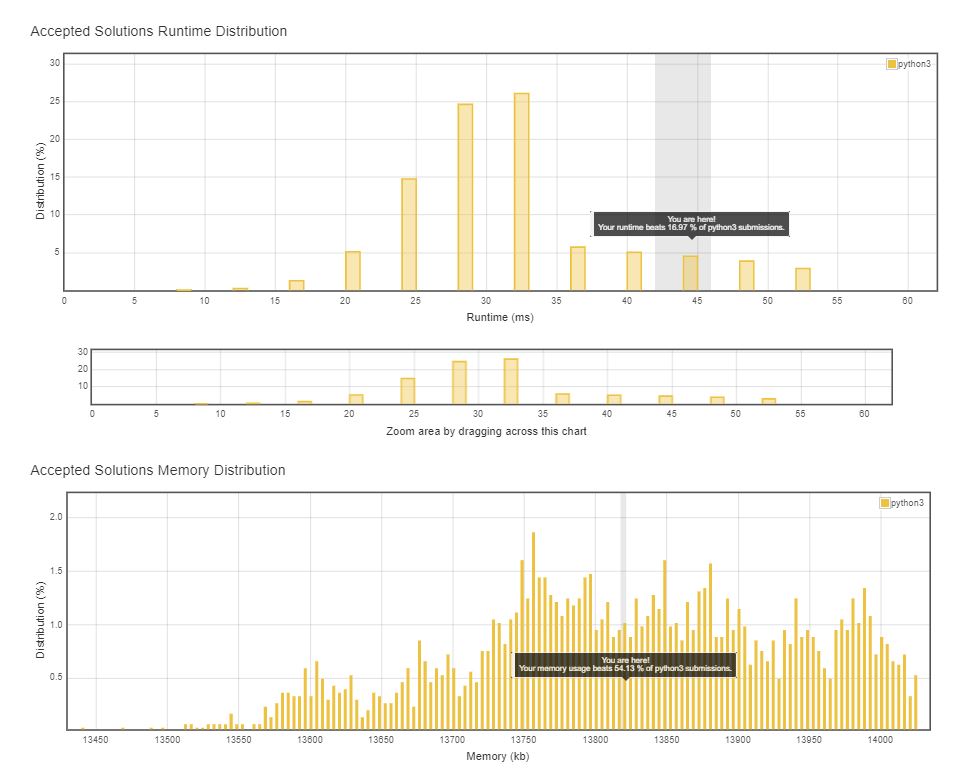 Accepted Solutions Runtime Distribution
30
25
20
15
10
5
Distribution (%)
python3
You are here!
Your runtime beats 16.97 % of python3 submissions.
0 5 10 15 20 25 30 35 40 45 50 55 60
Runtime (ms)
30
20
10
0 5 10 15 20 25 30 35 40 45 50 55 60
Zoom area by dragging across this chart
Accepted Solutions Memory Distribution
2.0
1.5
1.0
0.5
Distribution (%)
python3
You are here!
Your memory usage beats 54.13 % of python3 submissions.
13450 13500 13550 13600 13650 13700 13750 13800 13850 13900 13950 14000
Memory (kb)